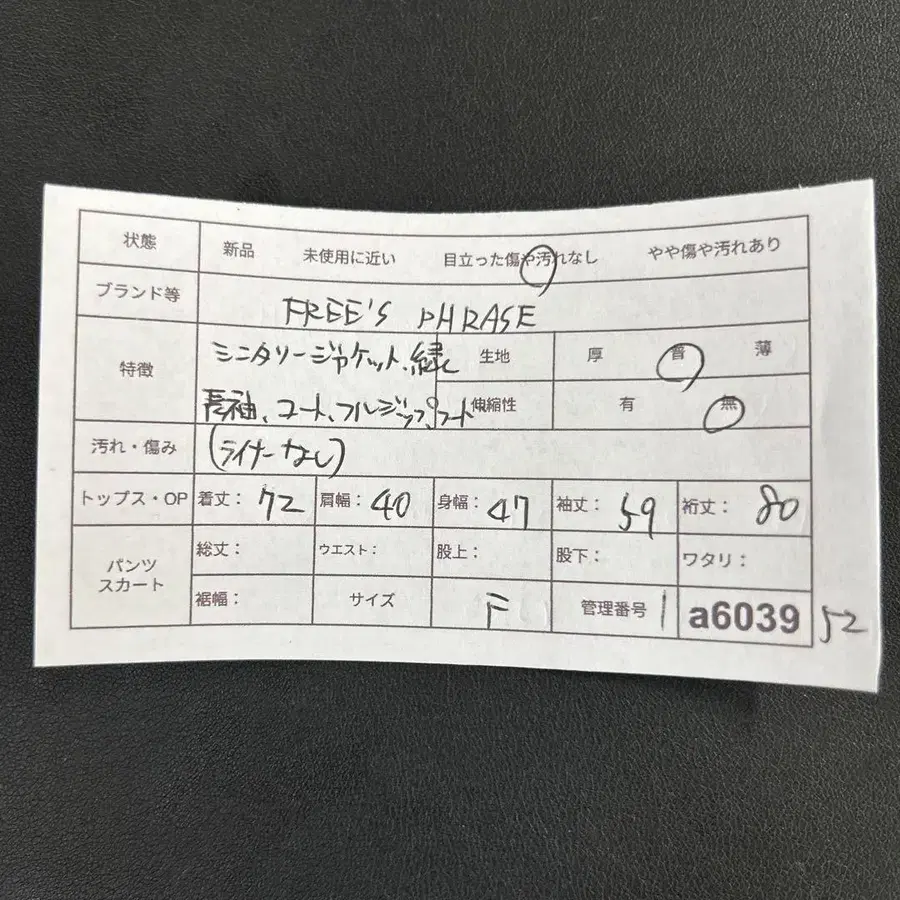 状態 新品 未使用に近い 目立った傷や汚れなし やや傷や汚れあり
ブランド等 FREE'S PHRASE
特徴 ミニタリージャケット、緑 生地 厚 普 薄
長袖、コート、フルジップ、フード 伸縮性 有 無
汚れ・傷み (ライナーなし)
トップス・OP 着丈: 72 肩幅: 40 身幅: 47 袖丈: 59 裄丈: 80
パンツ スカート 総丈: ウエスト: 股上: 股下: ワタリ:
裾幅: サイズ F 管理番号 1 a6039 52